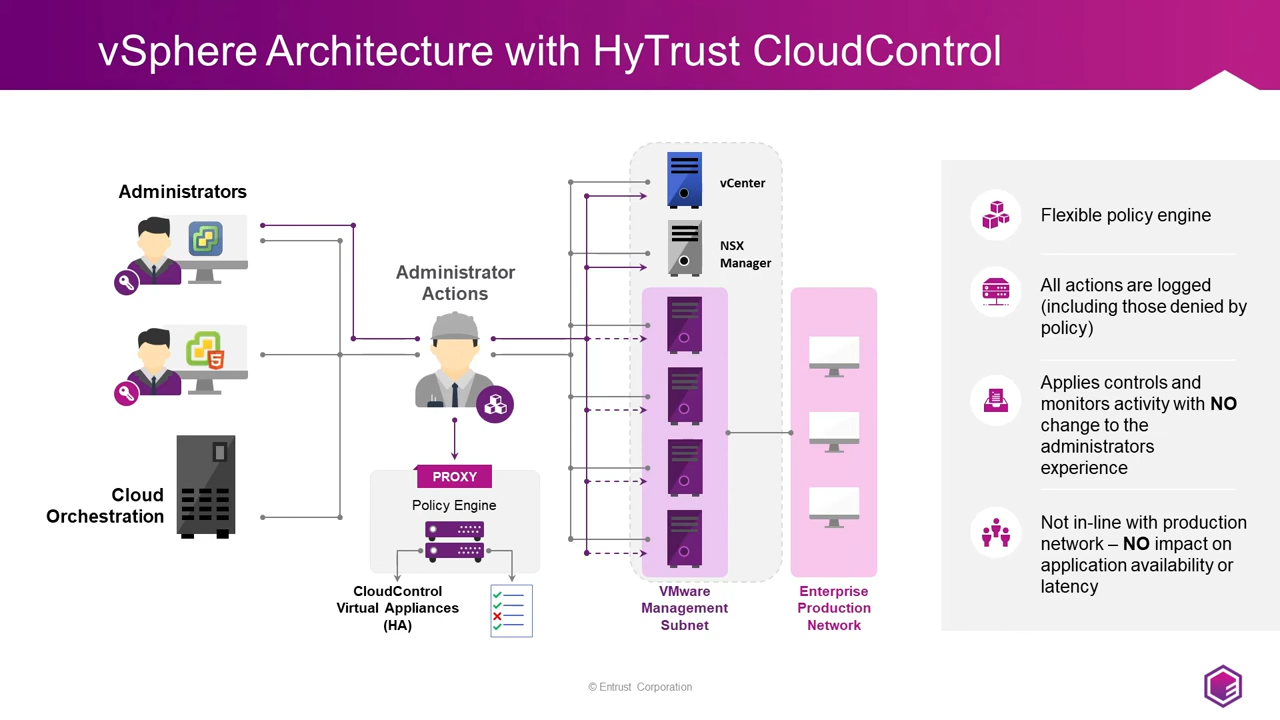 vSphere Architecture with HyTrust CloudControl
Administrators
5
Cloud
Orchestration
Administrator
Actions
PROXY
Policy Engine
CloudControl
Virtual Appliances
(HA)
vCenter
NSX
Manager
VMware
Management
Subnet
Enterprise
Production
Network
Flexible policy engine
All actions are logged
(including those denied by
policy)
Applies controls and
monitors activity with NO
change to the
administrators
experience
Not in-line with production
network – NO impact on
application availability or
latency
© Entrust Corporation